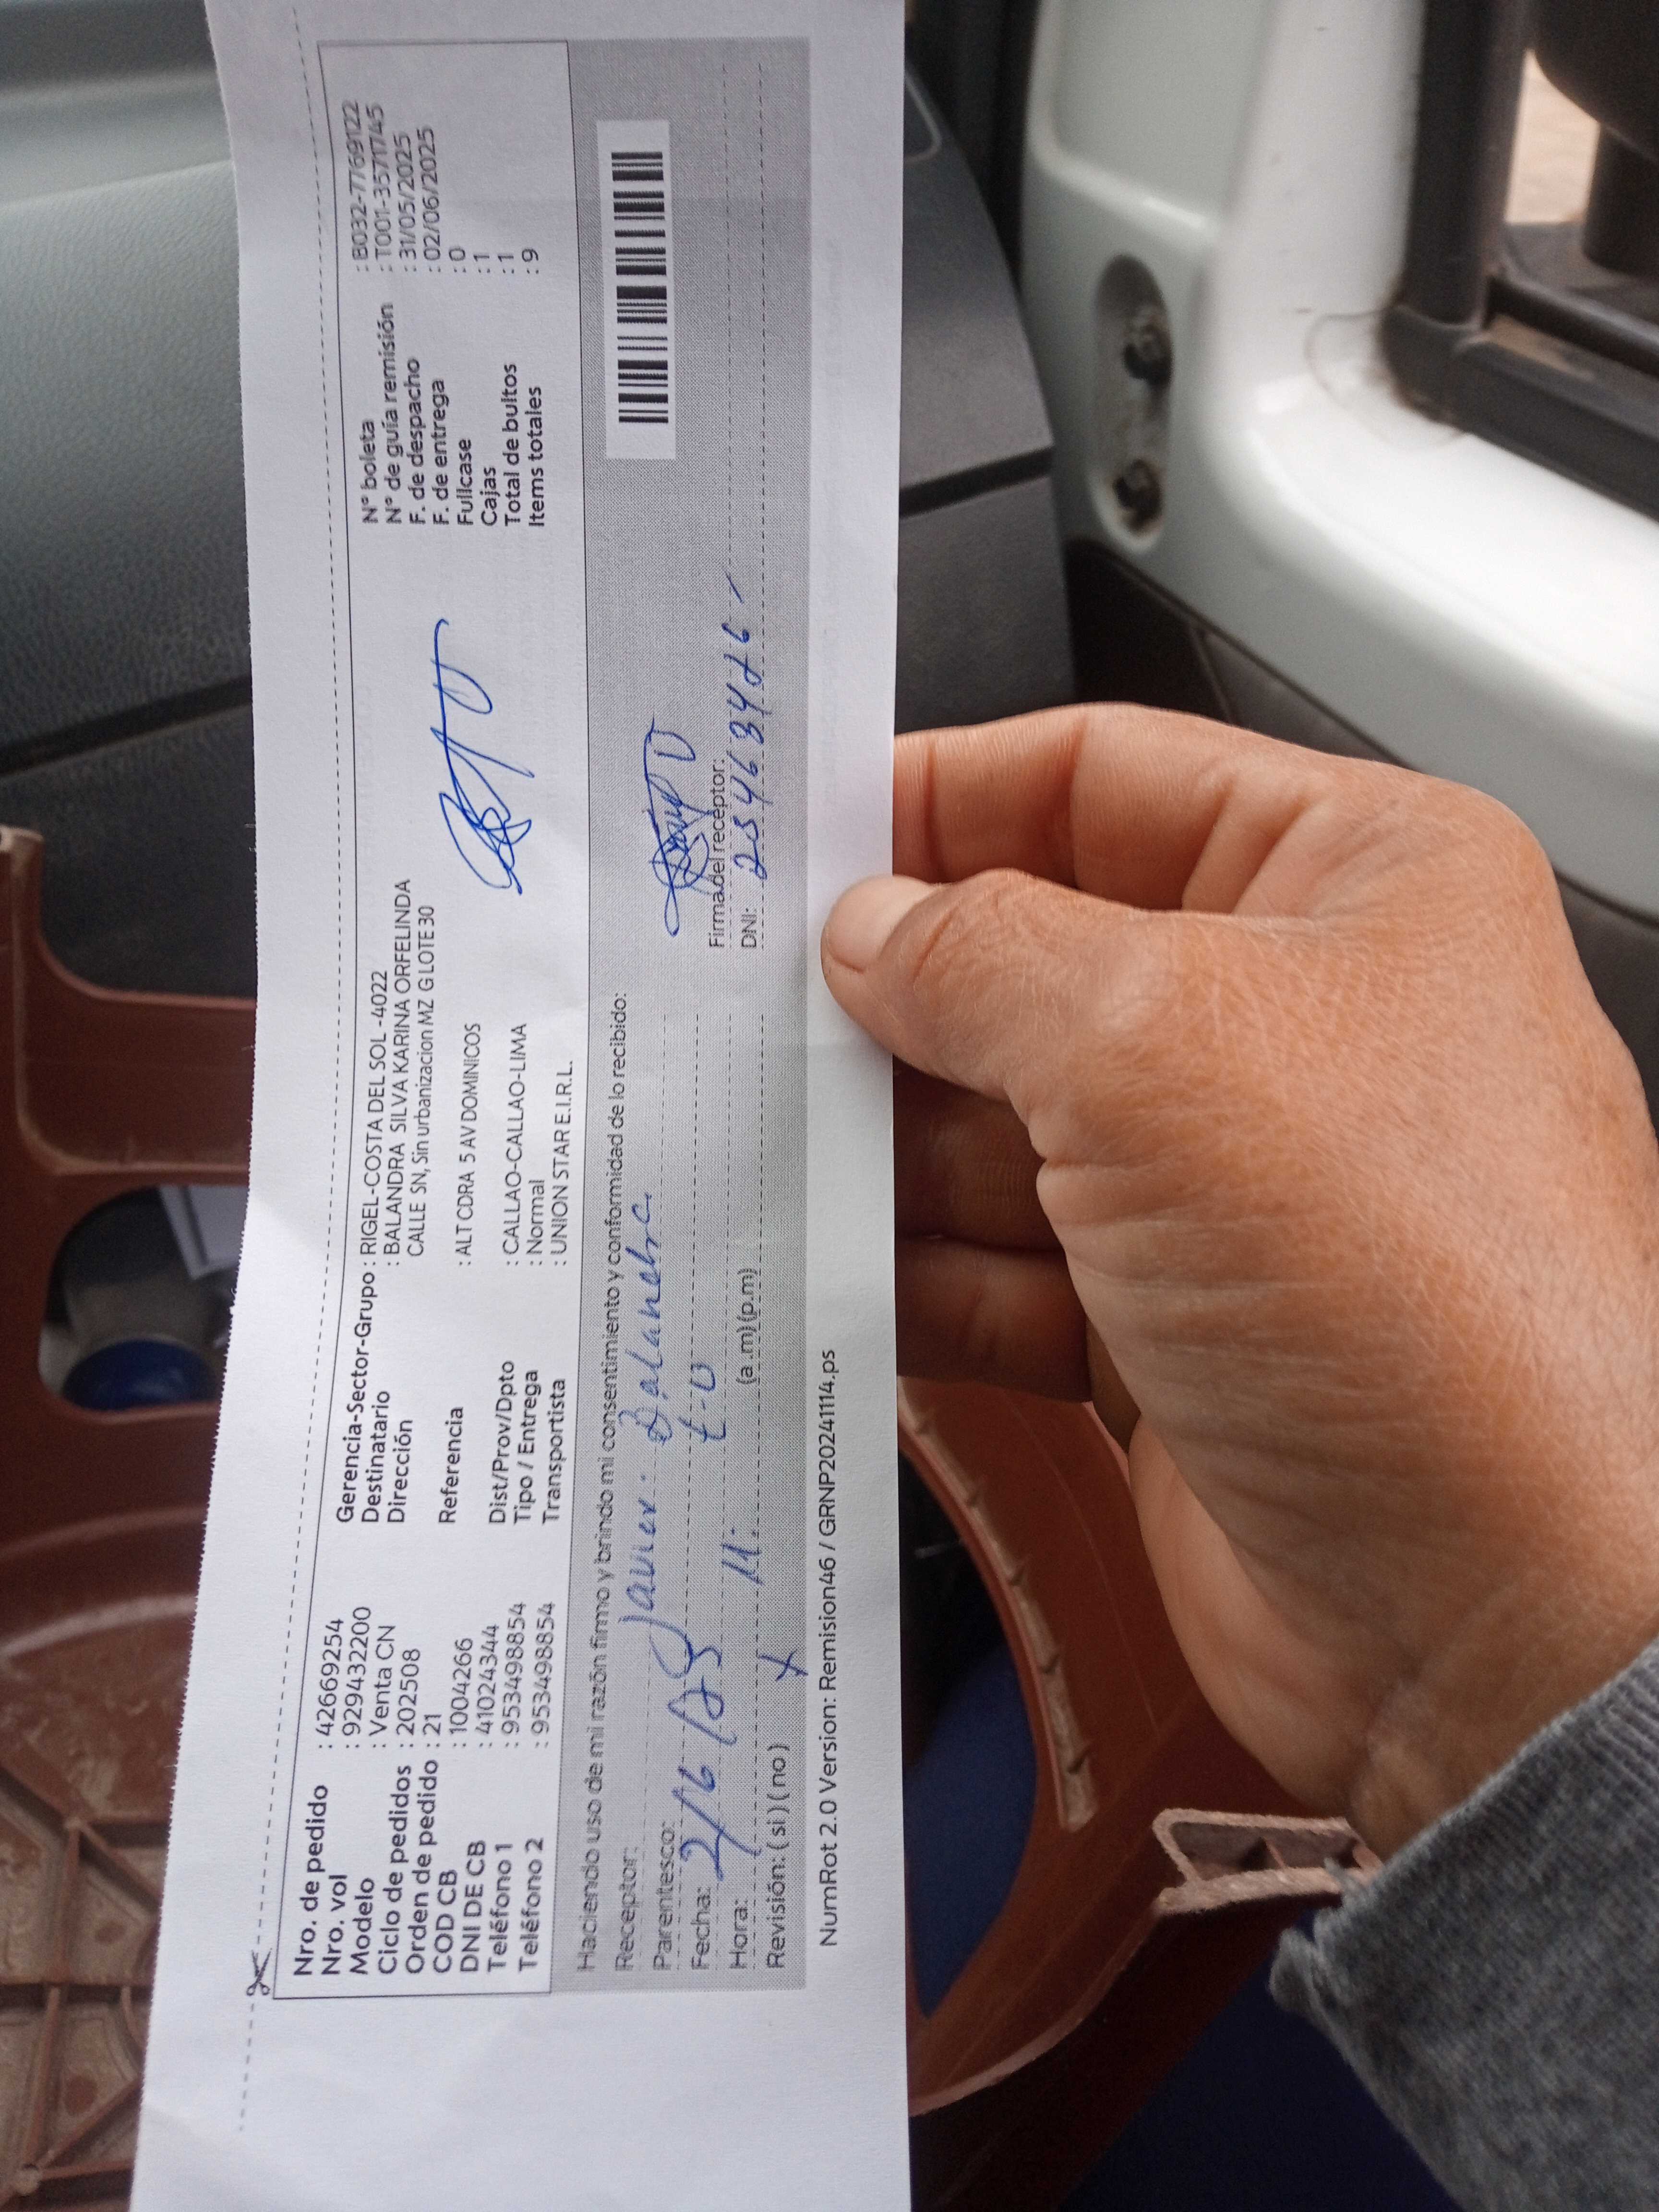 Nro. de pedido : 426669254
Nro. vol : 929432200
Modelo : Venta CN
Ciclo de pedidos : 202508
Orden de pedido : 21
COD CB : 1004266
DNI DE CB : 41024344
Teléfono 1 : 953498854
Teléfono 2 : 953498854
Gerencia-Sector-Grupo : RIGEL-COSTA DEL SOL -4022
Destinatario : BALANDRA SILVA KARINA ORFELINDA
Dirección CALLE SN, Sin urbanizacion MZ G LOTE 30
Referencia : ALT CDRA 5 AV DOMINICOS
Dist/Prov/Dpto : CALLAO-CALLAO-LIMA
Tipo / Entrega : Normal
Transportista : UNION STAR E.I.R.L.
N° boleta : B032-7769122
N° de guía remisión : T001-3571745
F. de despacho : 31/05/2025
F. de entrega : 02/06/2025
Fullcase : 0
Cajas : 1
Total de bultos : 1
Items totales : 9
Haciendo uso de mi razón firmo y brindo mi consentimiento y conformidad de lo recibido:
Receptor: Javier Balandra
Parentesco:
Fecha: 2/6/25
Hora: 11: (a.m) (p.m)
Revisión: ( si ) ( no )
Firma del receptor:
DNI:
NumRot 2.0 Version: Remision46 / GRNP20241114.ps